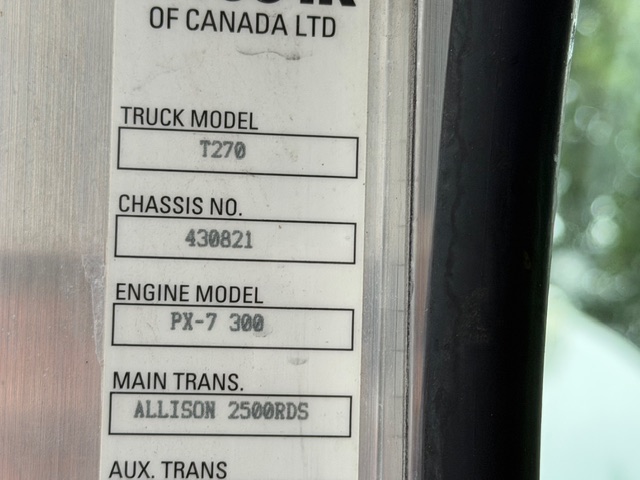 OF CANADA LTD
TRUCK MODEL
T270
CHASSIS NO.
430821
ENGINE MODEL
PX-7 300
MAIN TRANS.
ALLISON 2500RDS
AUX. TRANS